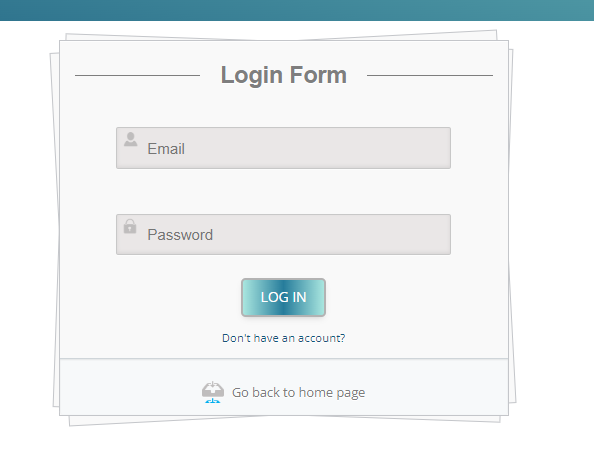 Login Form
Email
Password
LOG IN
Don't have an account?
Go back to home page